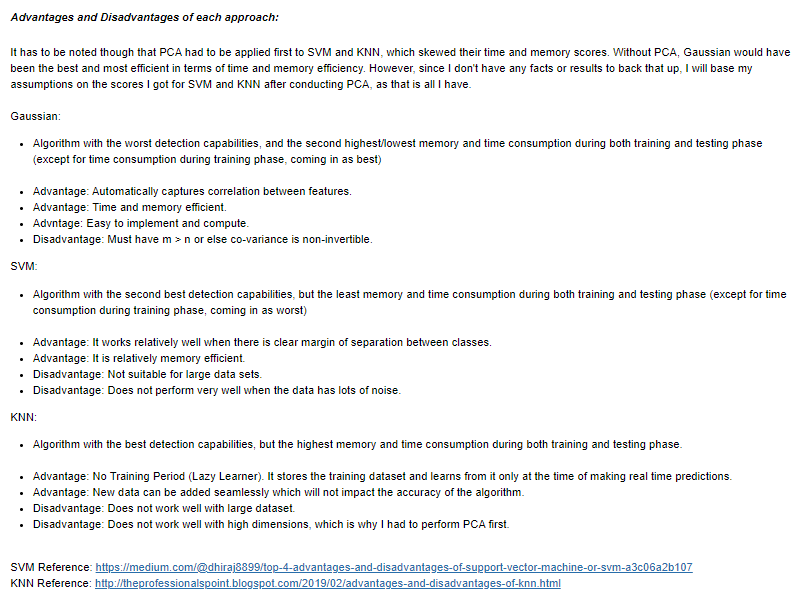 Advantages and Disadvantages of each approach:
It has to be noted though that PCA had to be applied first to SVM and KNN, which skewed their time and memory scores. Without PCA, Gaussian would have
been the best and most efficient in terms of time and memory efficiency. However, since I don't have any facts or results to back that up, I will base my
assumptions on the scores I got for SVM and KNN after conducting PCA, as that is all I have.
Gaussian:
• Algorithm with the worst detection capabilities, and the second highest/lowest memory and time consumption during both training and testing phase
(except for time consumption during training phase, coming in as best)
• Advantage: Automatically captures correlation between features.
• Advantage: Time and memory efficient.
• Advntage: Easy to implement and compute.
• Disadvantage: Must have m > n or else co-variance is non-invertible.
SVM:
• Algorithm with the second best detection capabilities, but the least memory and time consumption during both training and testing phase (except for time
consumption during training phase, coming in as worst)
• Advantage: It works relatively well when there is clear margin of separation between classes.
• Advantage: It is relatively memory efficient.
• Disadvantage: Not suitable for large data sets.
• Disadvantage: Does not perform very well when the data has lots of noise.
KNN:
• Algorithm with the best detection capabilities, but the highest memory and time consumption during both training and testing phase.
• Advantage: No Training Period (Lazy Learner). It stores the training dataset and learns from it only at the time of making real time predictions.
• Advantage: New data can be added seamlessly which will not impact the accuracy of the algorithm.
• Disadvantage: Does not work well with large dataset.
• Disadvantage: Does not work well with high dimensions, which is why I had to perform PCA first.
SVM Reference: https://medium.com/@dhiraj8899/top-4-advantages-and-disadvantages-of-support-vector-machine-or-svm-a3c06a2b107
KNN Reference: http://theprofessionalspoint.blogspot.com/2019/02/advantages-and-disadvantages-of-knn.html